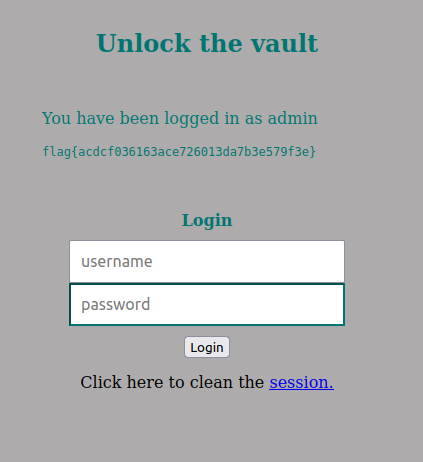 Unlock the vault
You have been logged in as admin
flag{acdcf036163ace726013da7b3e579f3e}
Login
username
password
Login
Click here to clean the session.